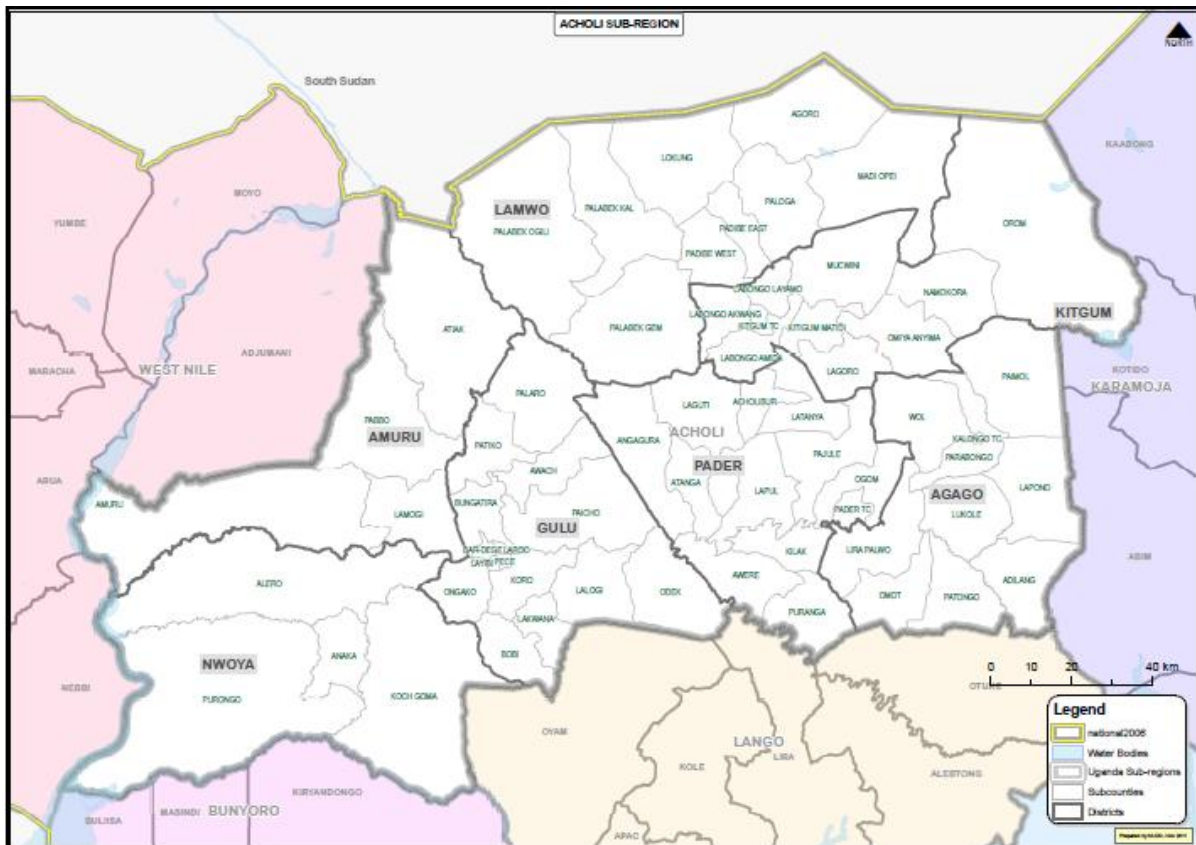 ACHOLI SUB-REGION
NORTH
South Sudan
AGORO
KAABONG
LOKUNG
MOYO
MADI OPEI
YUMBE
LAMWO
PALABEK KAL
PALOGA
OROM
PALABEK OGILI
PADIBE EAST
PADIBE WEST
MUCWINI
LABONGO LAYAMO
NAMOKORA
KITGUM
LABONGO AKWANG
ATIAK
PALABEK GEM
KITGUM TC
KITGUM MATIDI
OMIYA ANYIMA
ADJUMANI
LABONGO AMIDA
MARACHA
WEST NILE
LAGORO
KOTIDO
PAIMOL
KARAMOJA
PALARO
LAGUTI
ACHOLIBUR
LATANYA
WOL
PABBO
AMURU
ACHOLI
ANGAGURA
KALONGO TC
PATIKO
PAJULE
PARABONGO
AWACH
PADER
ARUA
ATANGA
LAPUL
OGOM
AGAGO
LAPONO
AMURU
BUNGATIRA
LAMOGI
PAICHO
PADER TC
LUKOLE
GULU
LIRA PALWO
BAR-DEGE
LAROO
KILAK
ABIM
LAYIBI
PECE
AWERE
ALERO
KORO
ONGAKO
LALOGI
ODEK
ADILANG
OMOT
PATONGO
PURANGA
LAKWANA
ANAKA
BOBI
NWOYA
0 10 20 40 km
NEBBI
PURONGO
KOCH GOMA
OTUKE
Legend
national2006
Water Bodies
Uganda Sub-regions
Subcounties
Districts
OYAM
LANGO
LIRA
KOLE
ALEBTONG
KIRYANDONGO
BULIISA
MASINDI
BUNYORO
APAC